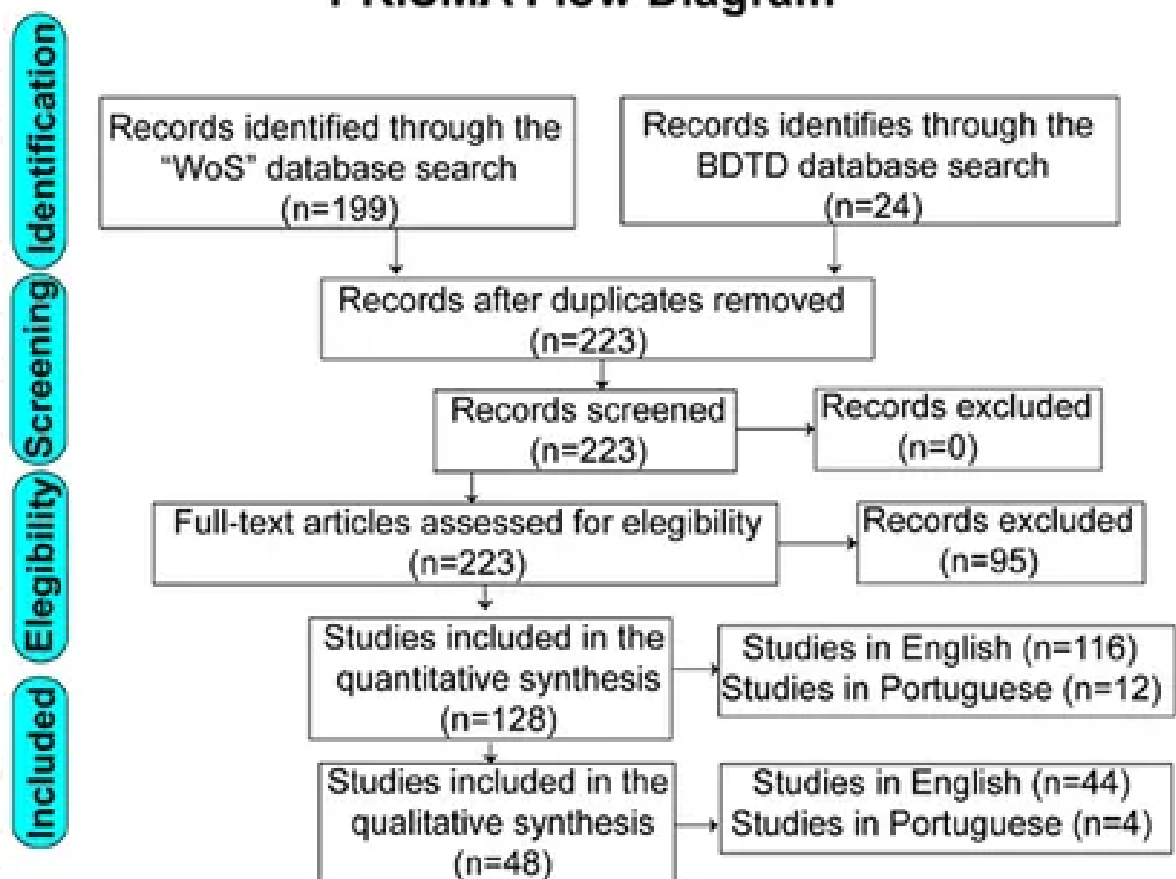 PRISMA Flow Diagram
Identification
Records identified through the
“WoS” database search
(n=199)
Records identifies through the
BDTD database search
(n=24)
Screening
Records after duplicates removed
(n=223)
Records screened
(n=223)
Records excluded
(n=0)
Elegibility
Full-text articles assessed for elegibility
(n=223)
Records excluded
(n=95)
Studies included in the
quantitative synthesis
(n=128)
Studies in English (n=116)
Studies in Portuguese (n=12)
Included
Studies included in the
qualitative synthesis
(n=48)
Studies in English (n=44)
Studies in Portuguese (n=4)